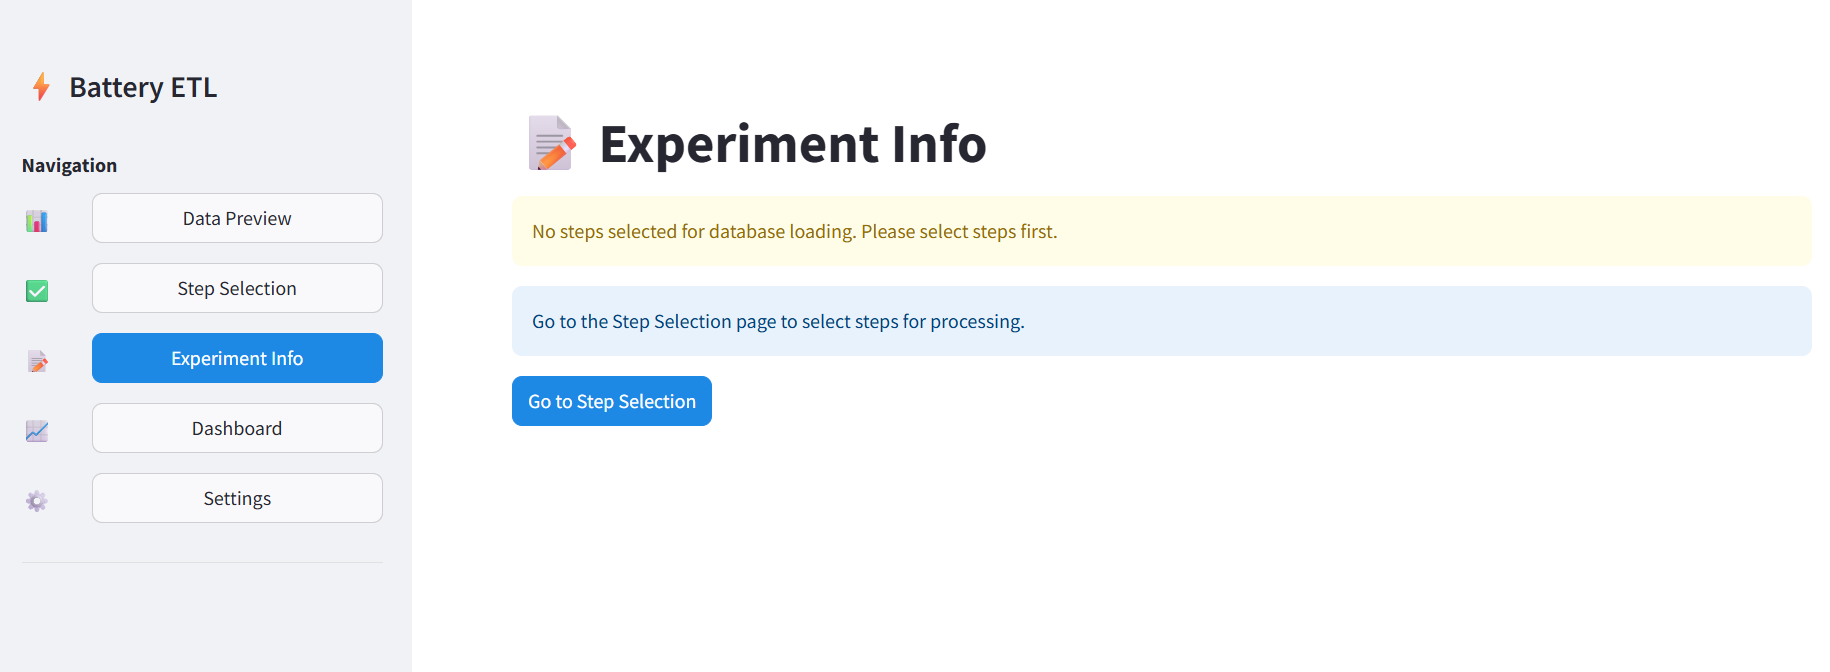 Battery ETL
Navigation
Data Preview
Step Selection
Experiment Info
Dashboard
Settings
Experiment Info
No steps selected for database loading. Please select steps first.
Go to the Step Selection page to select steps for processing.
Go to Step Selection